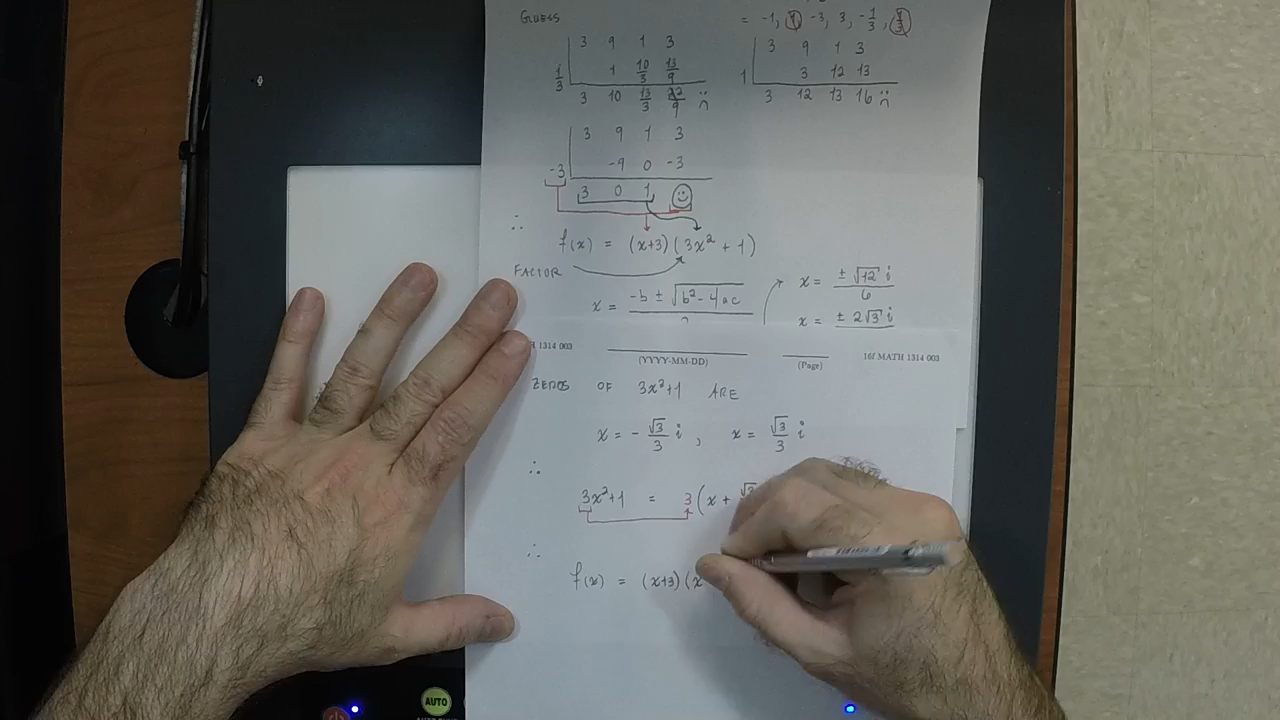 GUESS
= -1, 1, -3, 3, -1/3, 1/3
3 9 1 3
1 10/3 13/9
1/3
3 10 13/3
3 9 1 3
3 12 13
1
3 12 13 16
3 9 1 3
-9 0 -3
-3
3 0 1
∴
f(x) = (x+3)(3x² + 1)
FACTOR
x = -b ± √b² - 4ac
x = ± √12 i / 6
x = ± 2√3 i
1314 003
(YYYY-MM-DD)
(Page)
16f MATH 1314 003
ZEROS OF 3x²+1 ARE
x = - √3/3 i , x = √3/3 i
∴
3x²+1 = 3(x + √3
∴
f(x) = (x+3)(x
AUTO